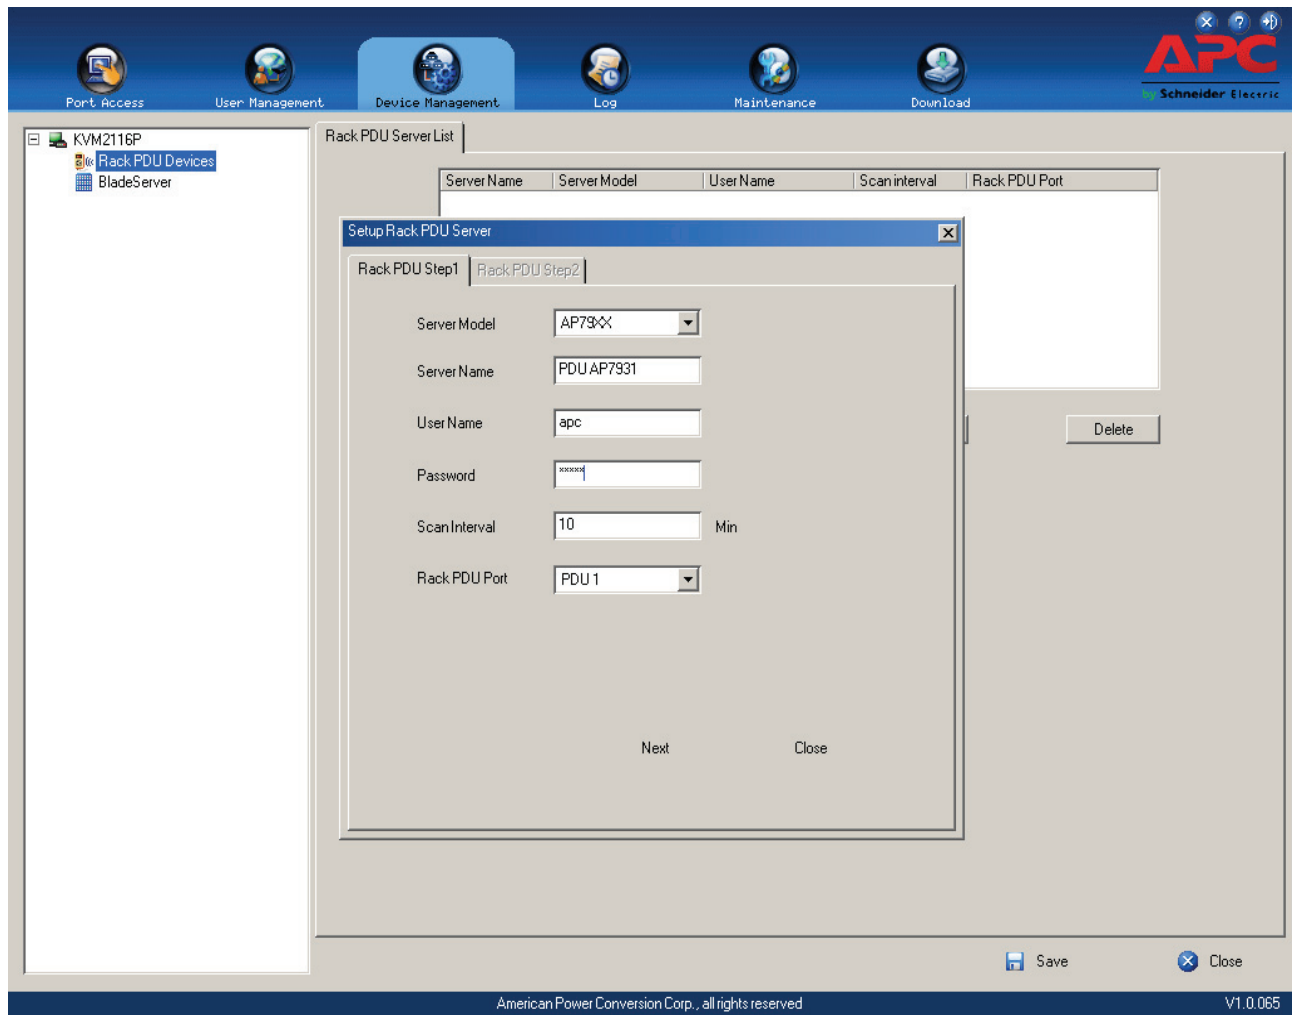 APC
by Schneider Electric
Port Access User Management Device Management Log Maintenance Download
KVM2116P
Rack PDU Devices
BladeServer
Rack PDU Server List
Server Name Server Model User Name Scan interval Rack PDU Port
Setup Rack PDU Server
Rack PDU Step1 Rack PDU Step2
Server Model AP79XX
Server Name PDU AP7931
User Name apc
Password xxxxx
Scan Interval 10 Min
Rack PDU Port PDU 1
Next Close
Delete
Save Close
American Power Conversion Corp., all rights reserved V1.0.065